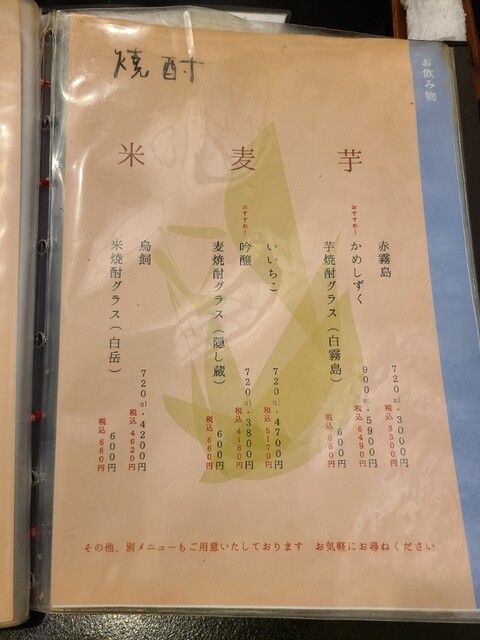 焼酎
お飲み物
芋
赤霧島
720ml・3000円
税込 3300円
おすすめ!
かめしずく
900ml・5900円
税込 6490円
芋焼酎グラス(白霧島)
600円
税込 660円
麦
いいちこ
720ml・4700円
税込 5170円
おすすめ!
吟醸
720ml・3800円
税込 4180円
麦焼酎グラス(隠し蔵)
600円
税込 660円
米
鳥飼
720ml・4200円
税込 4620円
米焼酎グラス(白岳)
600円
税込 660円
その他、別メニューもご用意いたしております お気軽にお尋ねください